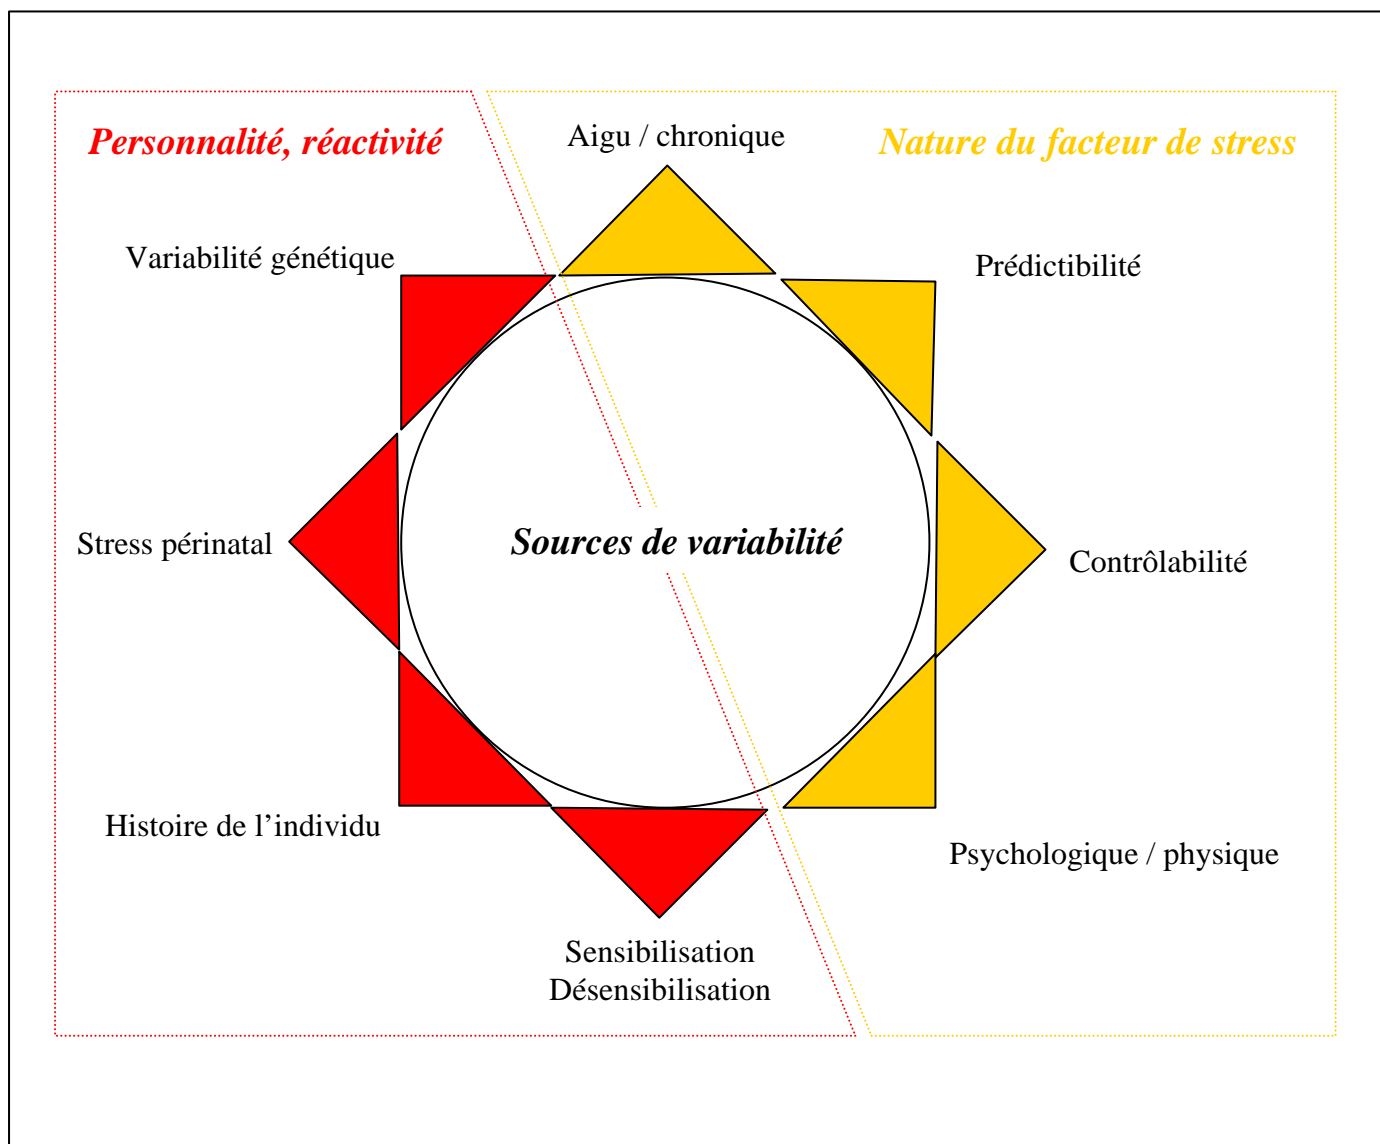 Personnalité, réactivité
Aigu / chronique
Nature du facteur de stress
Variabilité génétique
Prédictibilité
Stress périnatal
Sources de variabilité
Contrôlabilité
Histoire de l’individu
Psychologique / physique
Sensibilisation
Désensibilisation